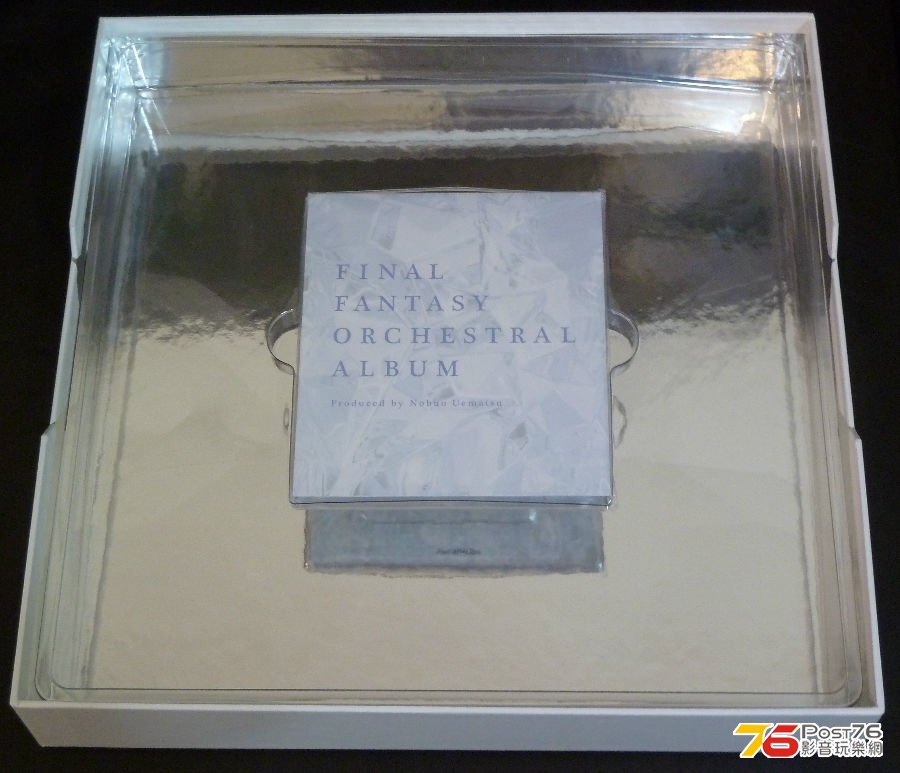 FINAL
FANTASY
ORCHESTRAL
ALBUM
Produced by Nobuo Uematsu
76 Post76
影音玩樂網